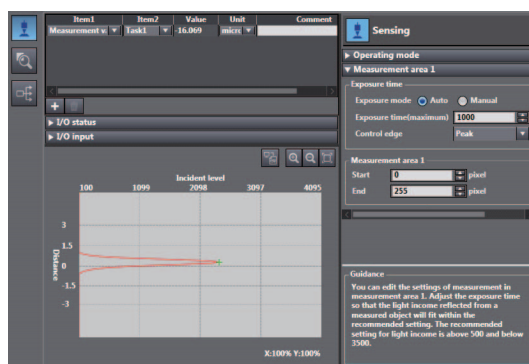 Item1 Item2 Value Unit Comment
Measurement v. Task1 -16.069 micro
I/O status
I/O input
Incident level
100 1099 2098 3097 4095
Distance
3
1.5
0
-1.5
-3
X:100% Y:100%
Sensing
Operating mode
Measurement area 1
Exposure time
Exposure mode Auto Manual
Exposure time(maximum) 1000
Control edge Peak
Measurement area 1
Start 0 pixel
End 255 pixel
Guidance
You can edit the settings of measurement in
measurement area 1. Adjust the exposure time
so that the light income reflected from a
measured object will fit within the
recommended setting. The recommended
setting for light income is above 500 and below
3500.